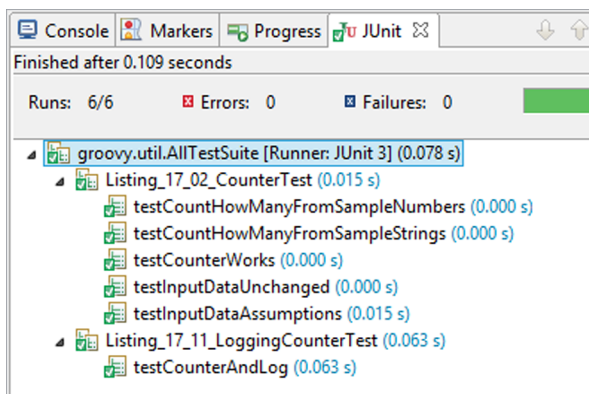 Console Markers Progress JUnit
Finished after 0.109 seconds
Runs: 6/6 Errors: 0 Failures: 0
groovy.util.AllTestSuite [Runner: JUnit 3] (0.078 s)
Listing_17_02_CounterTest (0.015 s)
testCountHowManyFromSampleNumbers (0.000 s)
testCountHowManyFromSampleStrings (0.000 s)
testCounterWorks (0.000 s)
testInputDataUnchanged (0.000 s)
testInputDataAssumptions (0.015 s)
Listing_17_11_LoggingCounterTest (0.063 s)
testCounterAndLog (0.063 s)